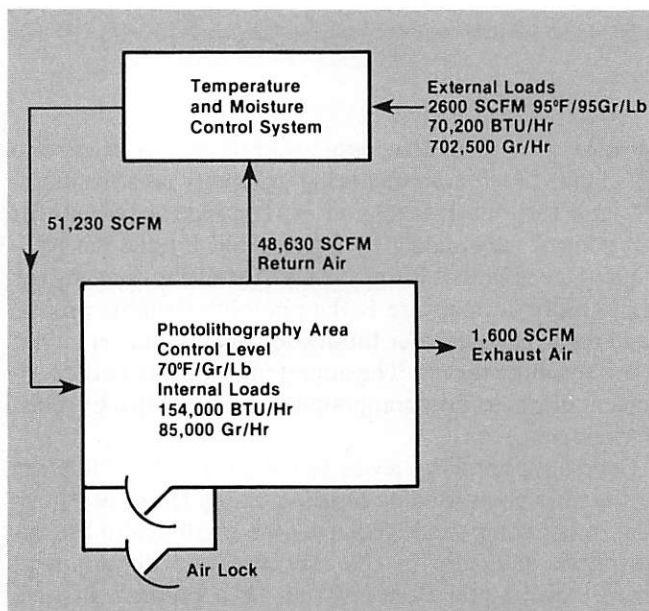 Temperature
and Moisture
Control System
External Loads
2600 SCFM 95ºF/95Gr/Lb
70,200 BTU/Hr
702,500 Gr/Hr
51,230 SCFM
48,630 SCFM
Return Air
Photolithography Area
Control Level
70ºF/Gr/Lb
Internal Loads
154,000 BTU/Hr
85,000 Gr/Hr
1,600 SCFM
Exhaust Air
Air Lock